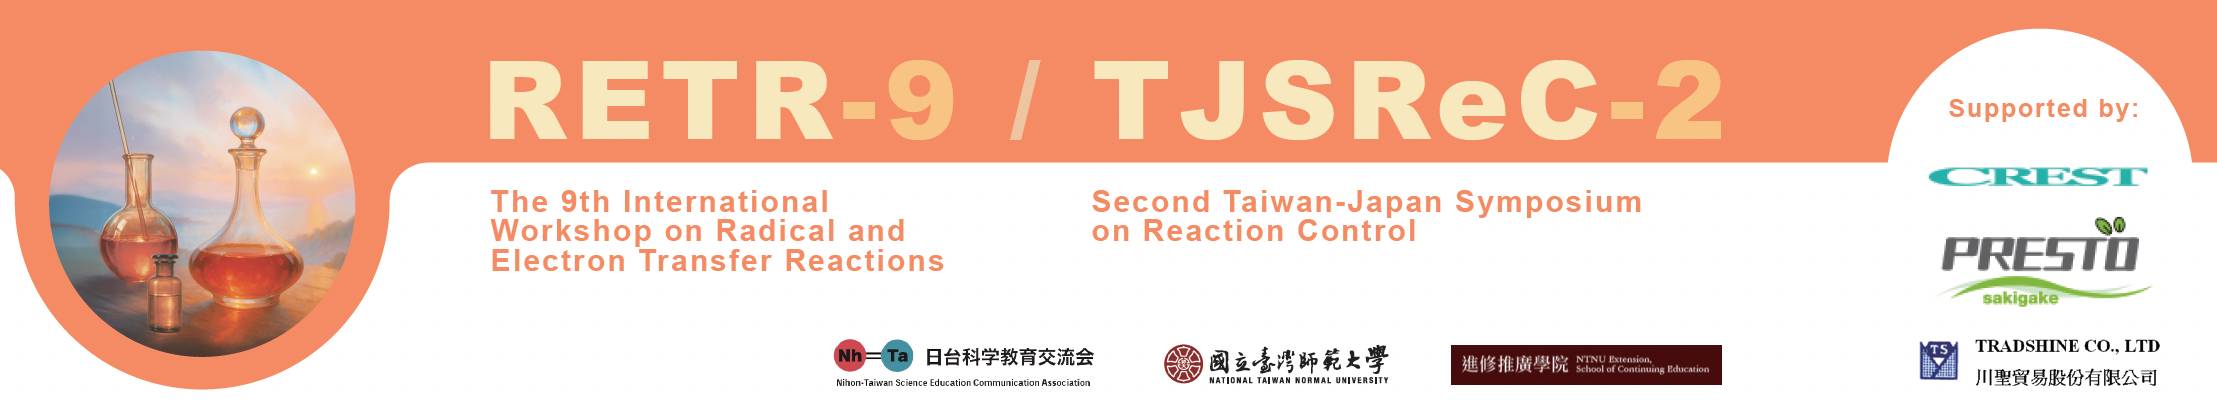 RETR-9 / TJSReC-2
The 9th International
Workshop on Radical and
Electron Transfer Reactions
Second Taiwan-Japan Symposium
on Reaction Control
Supported by:
CREST
PRESTO
sakigake
TS
TRADSHINE CO., LTD
川聖貿易股份有限公司
Nh=Ta 日台科学教育交流会
Nihon-Taiwan Science Education Communication Association
國立臺灣師範大學
NATIONAL TAIWAN NORMAL UNIVERSITY
進修推廣學院
NTNU Extension,
School of Continuing Education